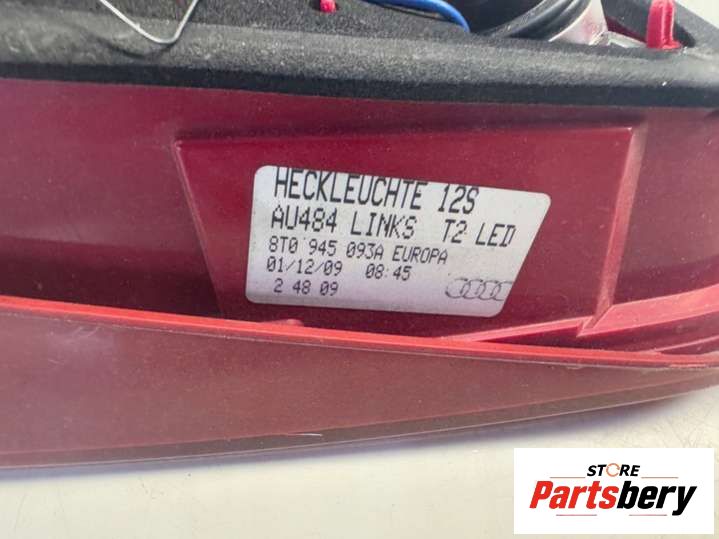 HECKLEUCHTE 12S
AU484 LINKS T2 LED
8T0 945 093A EUROPA
01/12/09 08:45
2 48 09
STORE
Partsbery